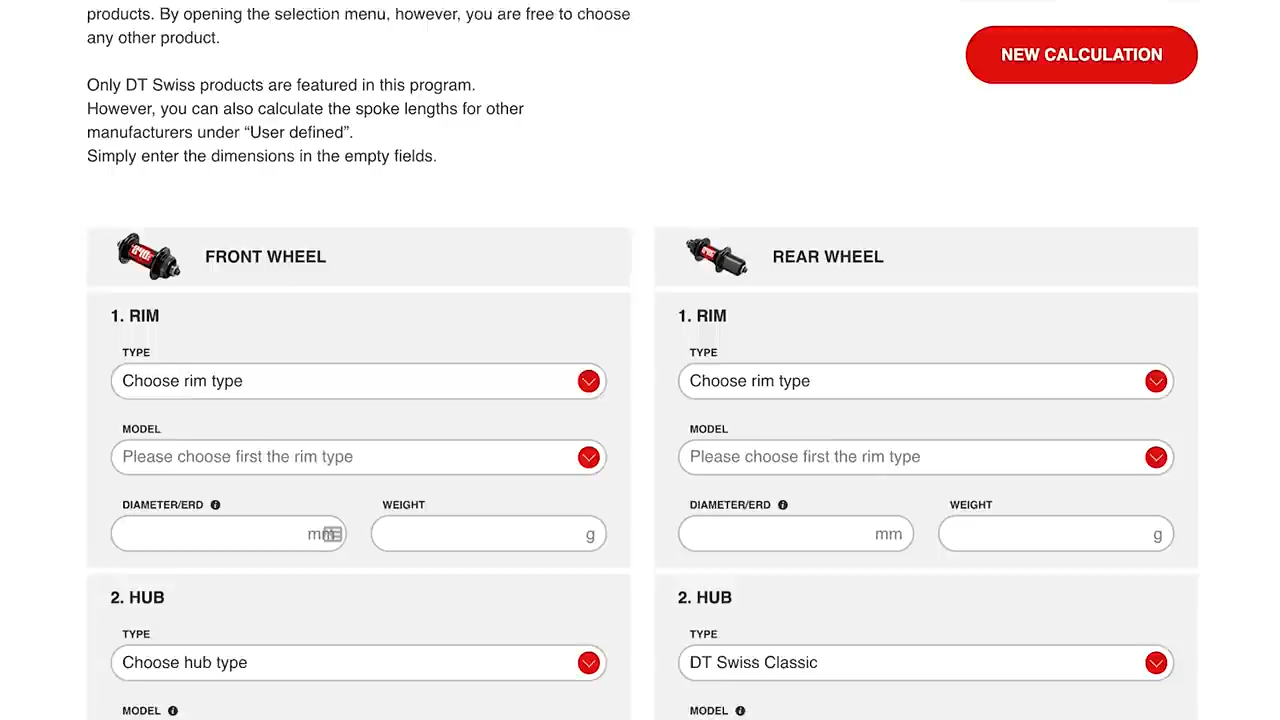 products. By opening the selection menu, however, you are free to choose
any other product.
NEW CALCULATION
Only DT Swiss products are featured in this program.
However, you can also calculate the spoke lengths for other
manufacturers under “User defined”.
Simply enter the dimensions in the empty fields.
FRONT WHEEL
1. RIM
TYPE
Choose rim type
MODEL
Please choose first the rim type
DIAMETER/ERD
WEIGHT
mm
g
2. HUB
TYPE
Choose hub type
MODEL
REAR WHEEL
1. RIM
TYPE
Choose rim type
MODEL
Please choose first the rim type
DIAMETER/ERD
WEIGHT
mm
g
2. HUB
TYPE
DT Swiss Classic
MODEL